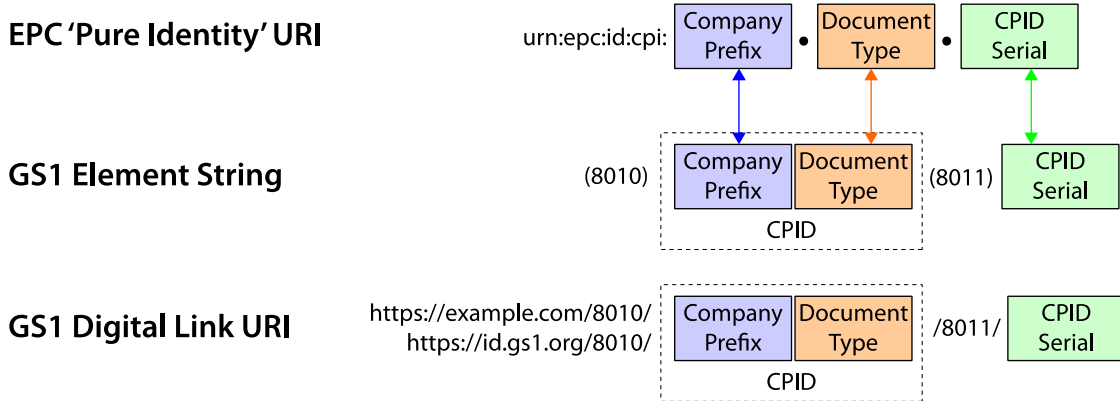 EPC ‘Pure Identity’ URI
urn:epc:id:cpi:
Company
Prefix
•
Document
Type
•
CPID
Serial
GS1 Element String
(8010)
Company
Prefix
Document
Type
CPID
(8011)
CPID
Serial
GS1 Digital Link URI
https://example.com/8010/
https://id.gs1.org/8010/
Company
Prefix
Document
Type
CPID
/8011/
CPID
Serial